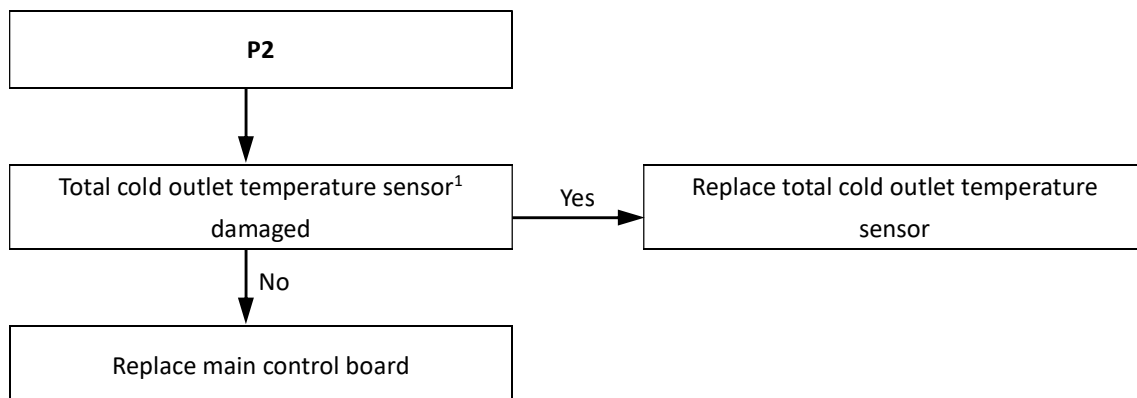 P2
Total cold outlet temperature sensor1
damaged
Yes
Replace total cold outlet temperature
sensor
No
Replace main control board